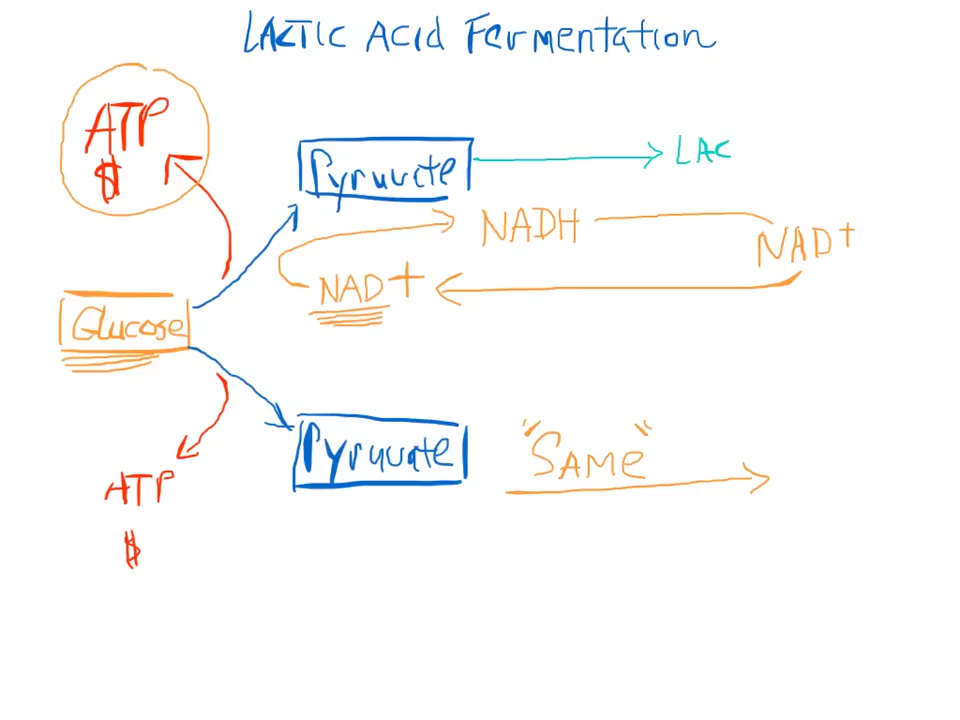 LACTIC ACID Fermentation
ATP
$
Pyruvate
LAC
NADH
NAD+
NAD+
Glucose
Pyruvate
"SAME"
ATP
$